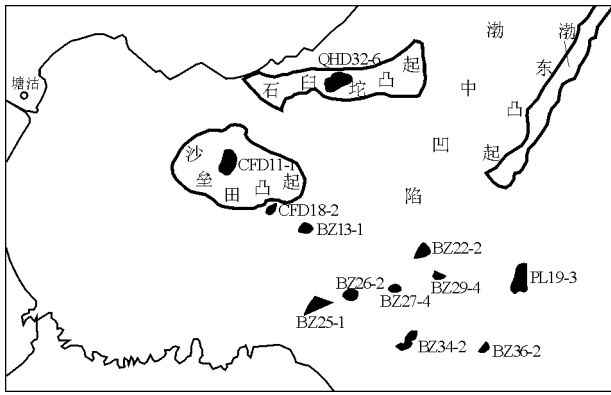 渤中凹陷
渤东凸起
QHD32-6
石臼坨凸起
塘沽
沙垒田凸起
CFD11-1
CFD18-2
BZ13-1
BZ22-2
BZ26-2
BZ27-4
BZ29-4
PL19-3
BZ25-1
BZ34-2
BZ36-2